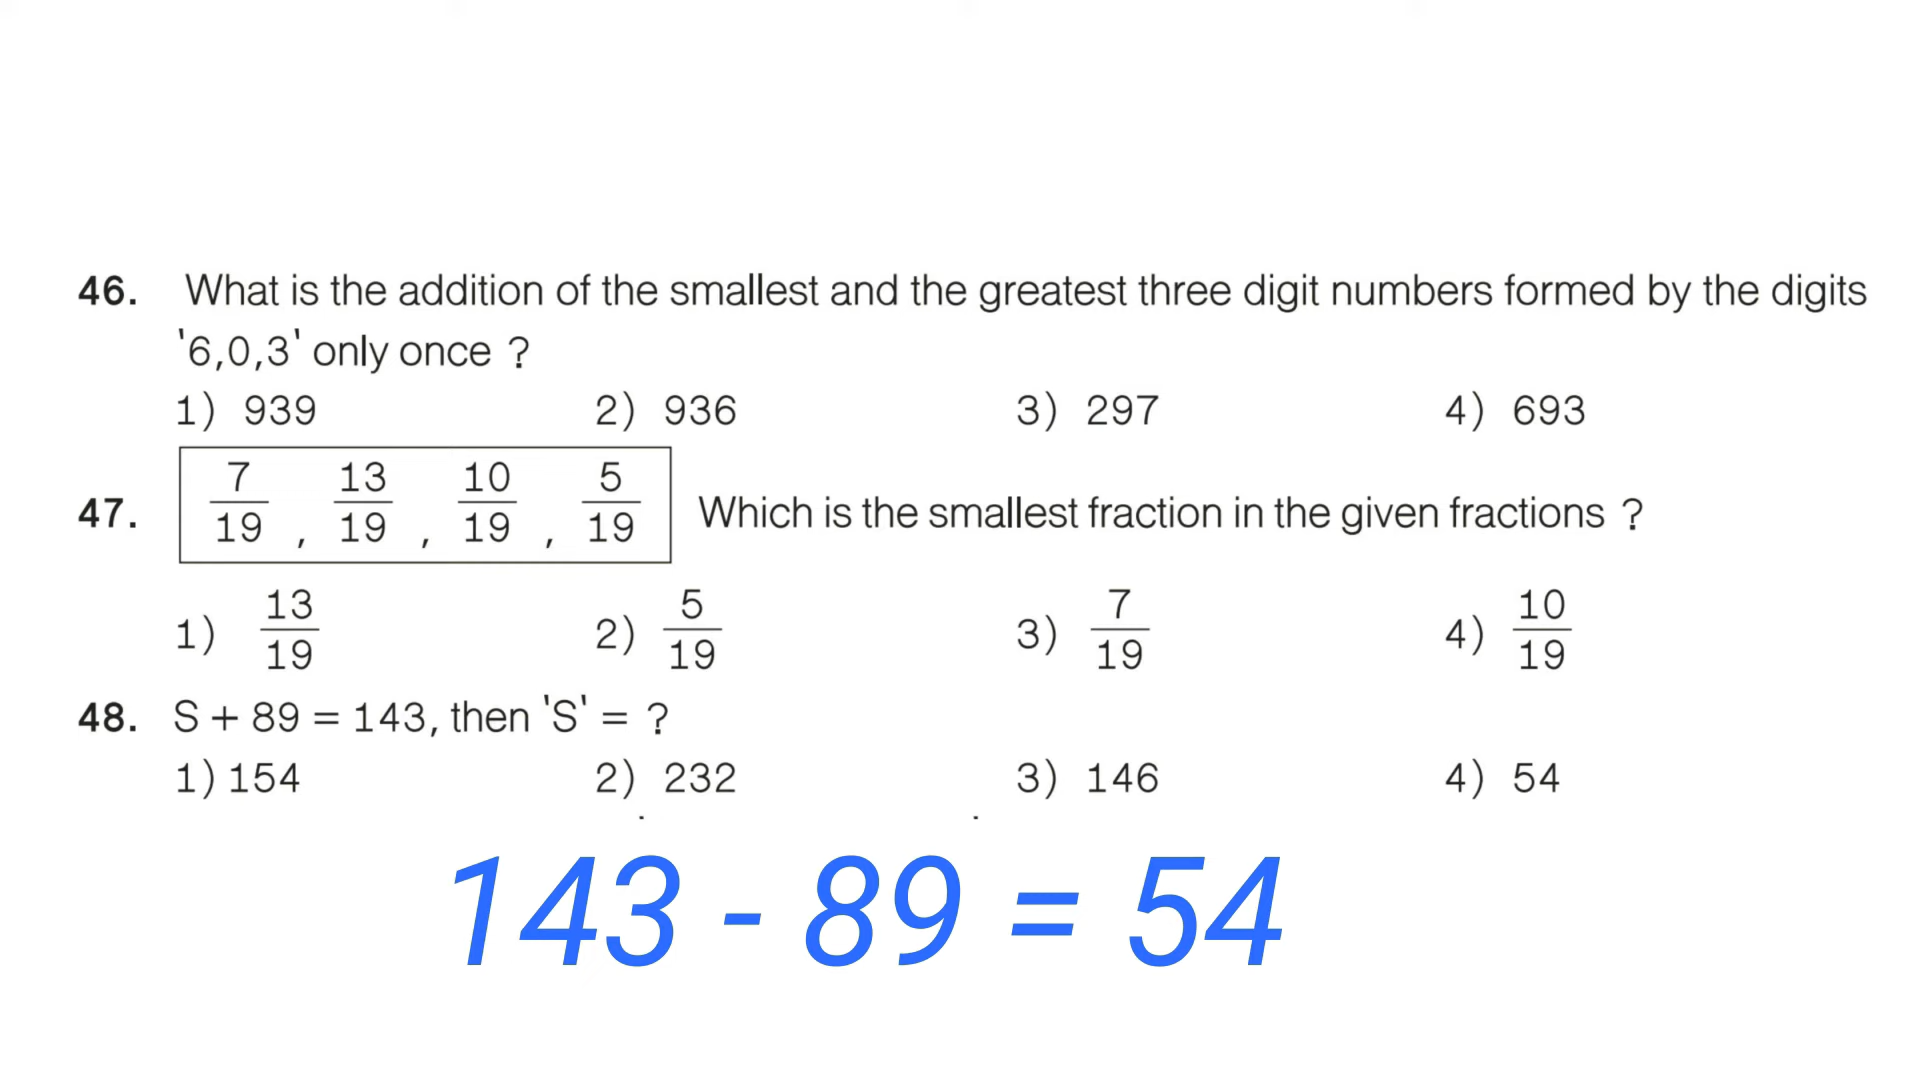 46. What is the addition of the smallest and the greatest three digit numbers formed by the digits
'6,0,3' only once ?
1) 939 2) 936 3) 297 4) 693
47. 7/19 , 13/19 , 10/19 , 5/19 Which is the smallest fraction in the given fractions ?
1) 13/19 2) 5/19 3) 7/19 4) 10/19
48. S + 89 = 143, then 'S' = ?
1) 154 2) 232 3) 146 4) 54
143 - 89 = 54